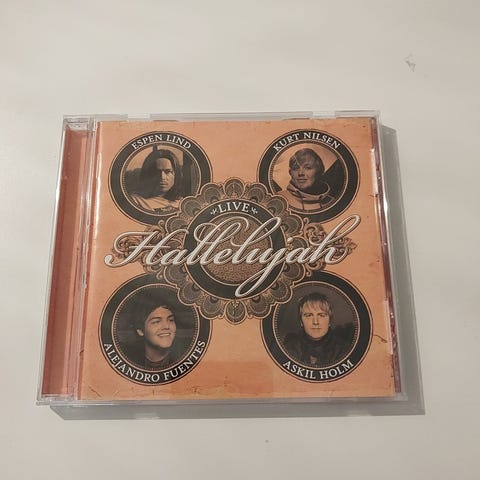 ESPEN LIND
KURT NILSEN
LIVE
Hallelujah
ALEJANDRO FUENTES
ASKIL HOLM